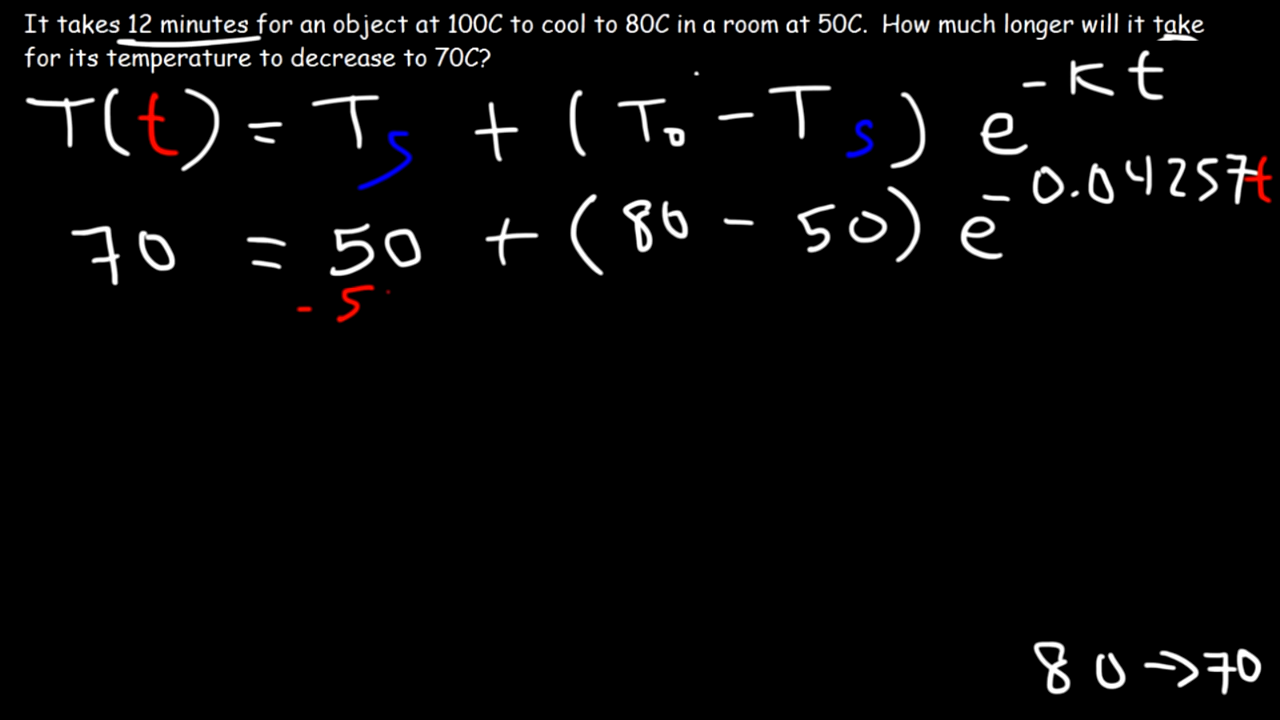 It takes 12 minutes for an object at 100C to cool to 80C in a room at 50C. How much longer will it take
for its temperature to decrease to 70C?
T(t) = Ts + (T₀ - Ts) e^-kt
70 = 50 + (80 - 50) e^-0.04257t
- 5
80 → 70